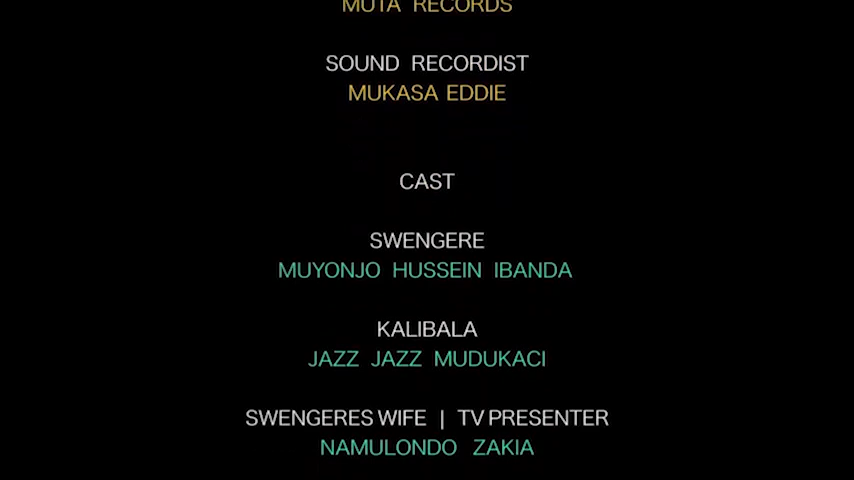 MUTA RECORDS
SOUND RECORDIST
MUKASA EDDIE
CAST
SWENGERE
MUYONJO HUSSEIN IBANDA
KALIBALA
JAZZ JAZZ MUDUKACI
SWENGERES WIFE | TV PRESENTER
NAMULONDO ZAKIA